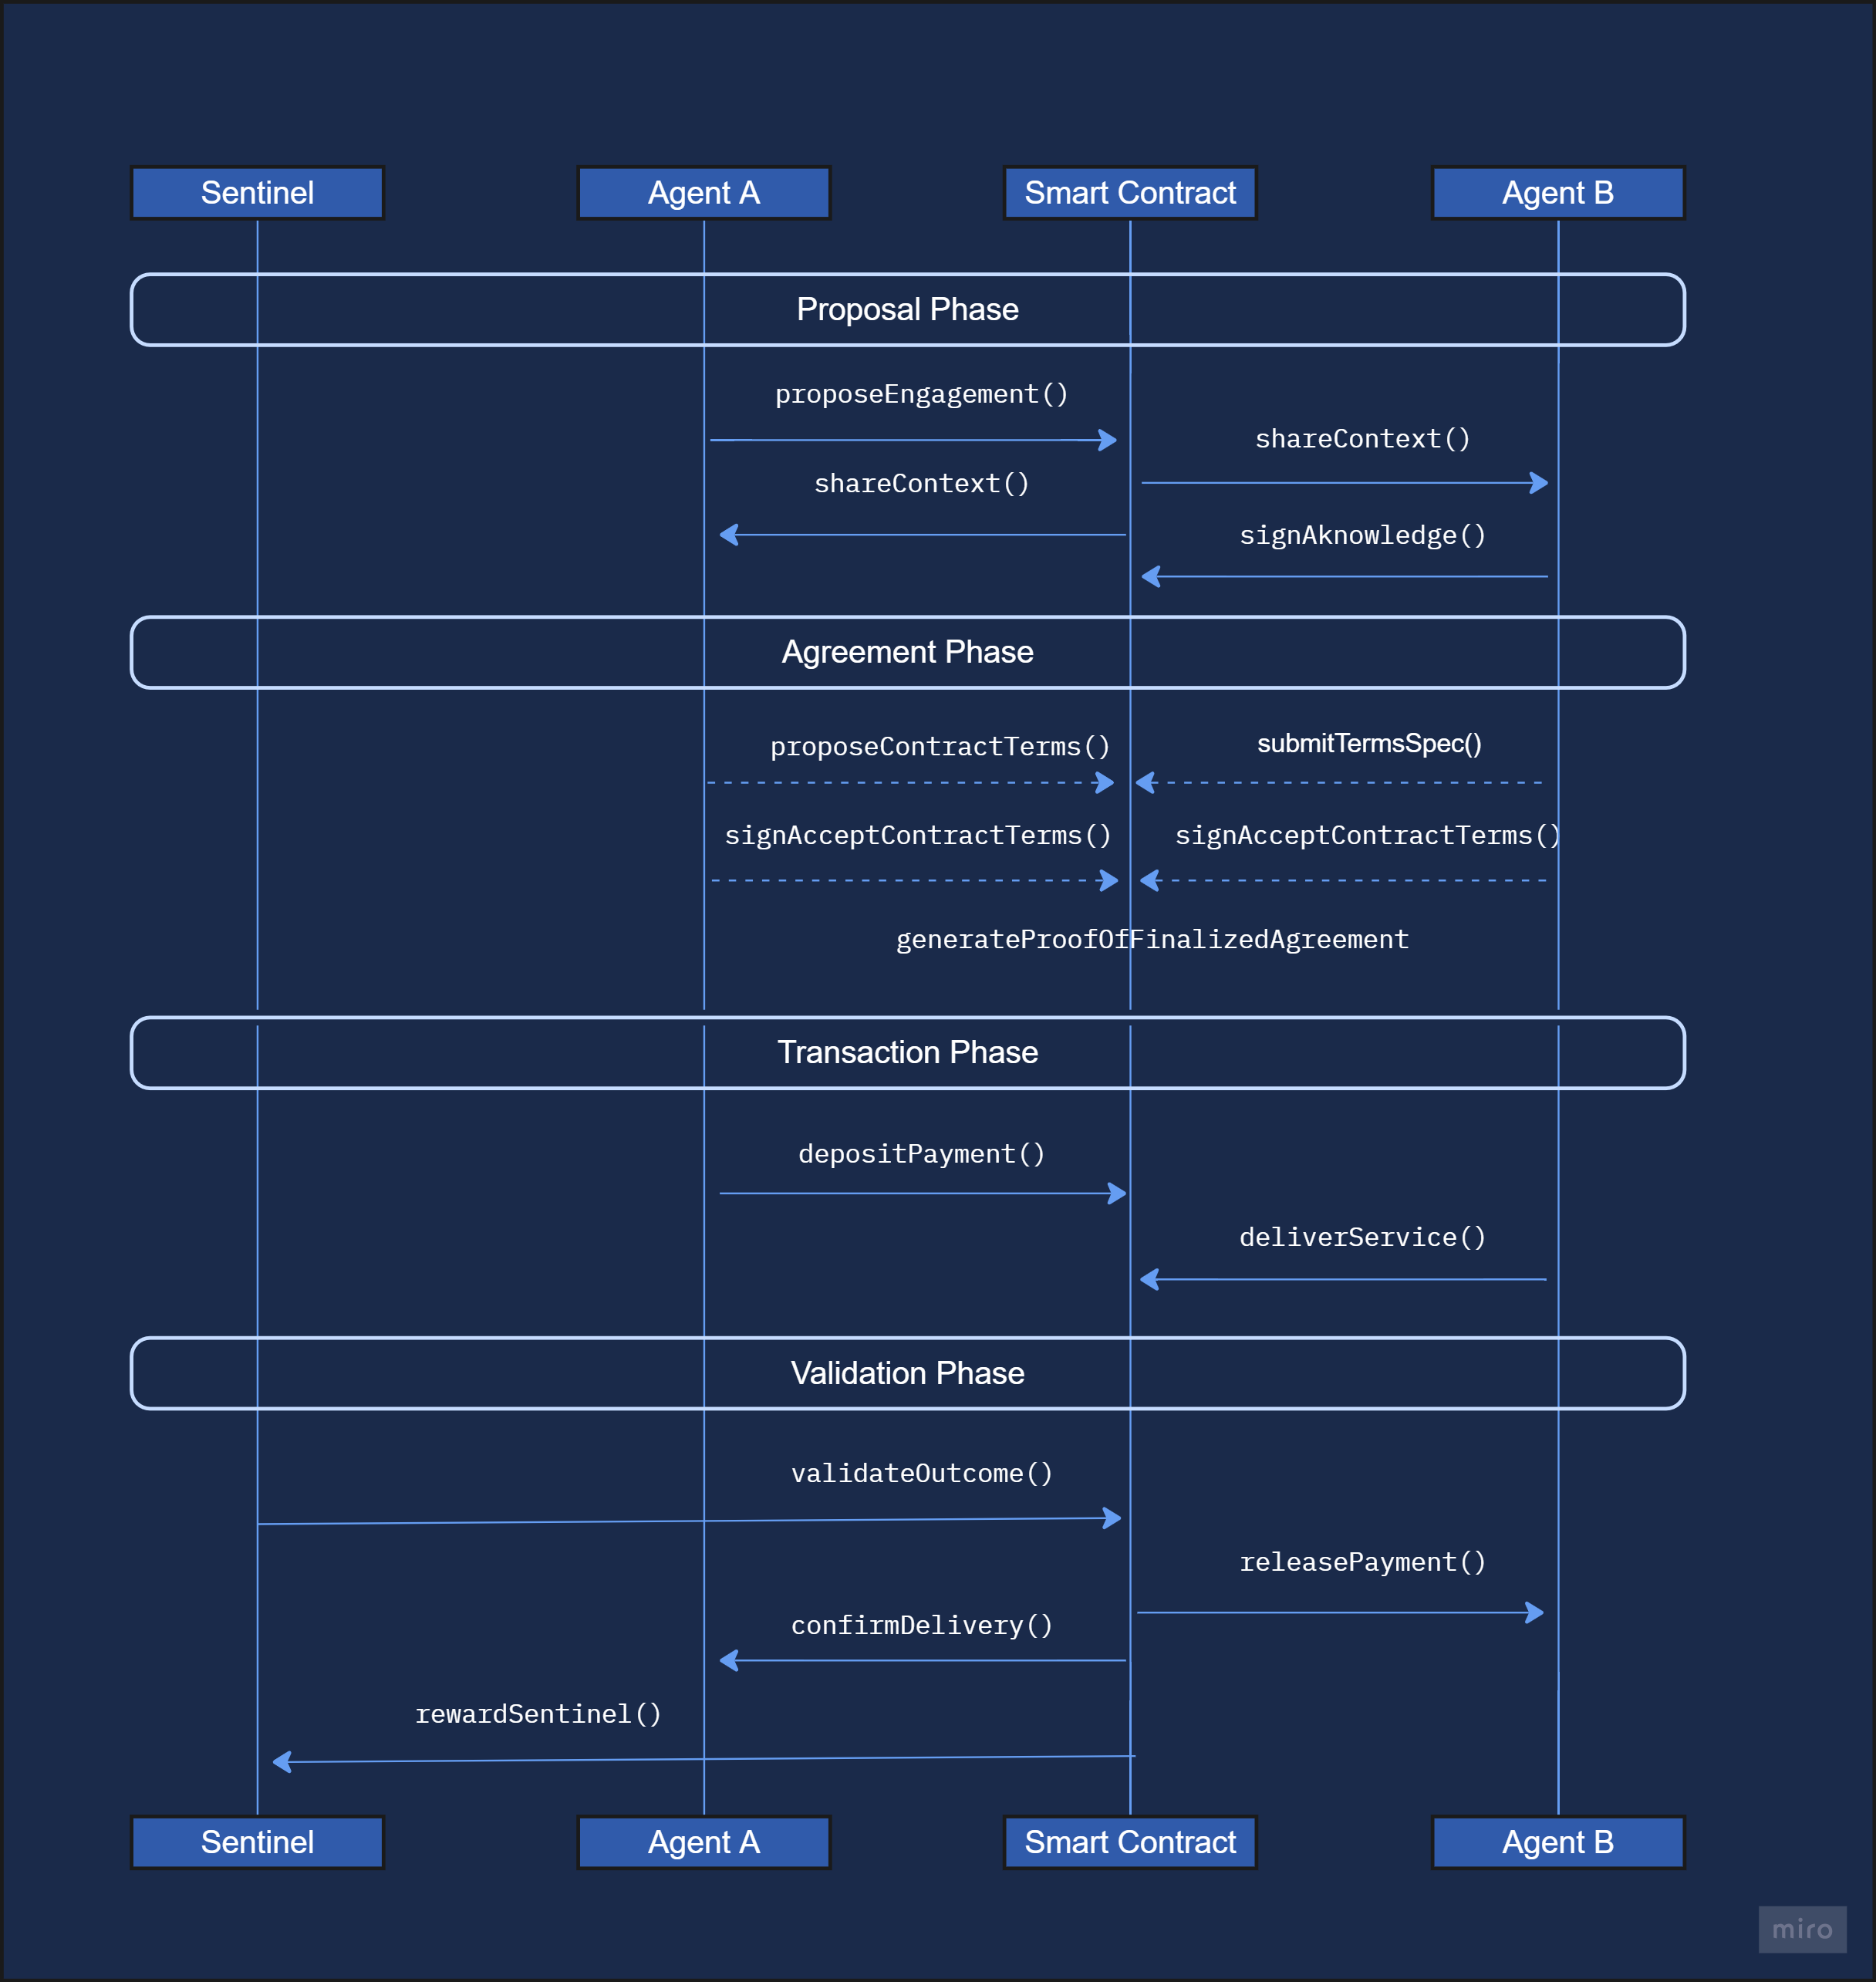 Sentinel
Agent A
Smart Contract
Agent B
Proposal Phase
proposeEngagement()
shareContext()
shareContext()
signAknowledge()
Agreement Phase
proposeContractTerms()
submitTermsSpec()
signAcceptContractTerms()
signAcceptContractTerms()
generateProofOfFinalizedAgreement
Transaction Phase
depositPayment()
deliverService()
Validation Phase
validateOutcome()
releasePayment()
confirmDelivery()
rewardSentinel()
Sentinel
Agent A
Smart Contract
Agent B
miro